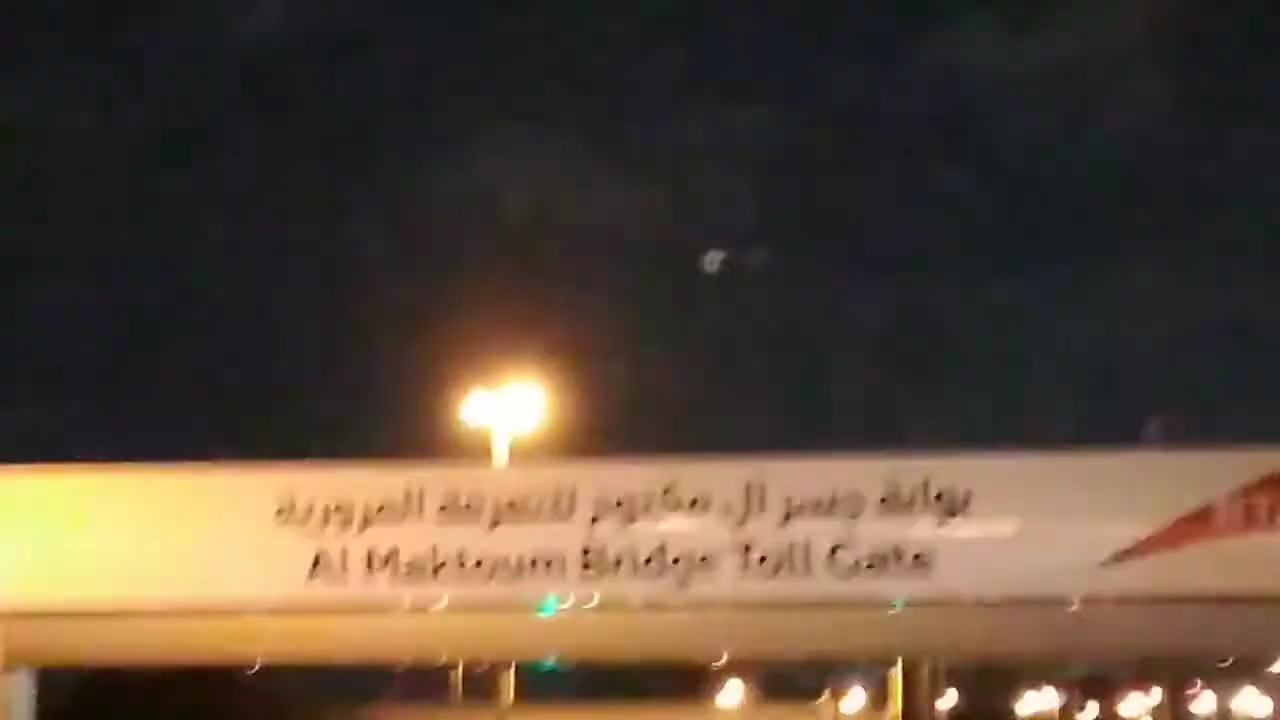 بوابة جسر آل مكتوم للتعرفة المرورية
Al Maktoum Bridge Toll Gate